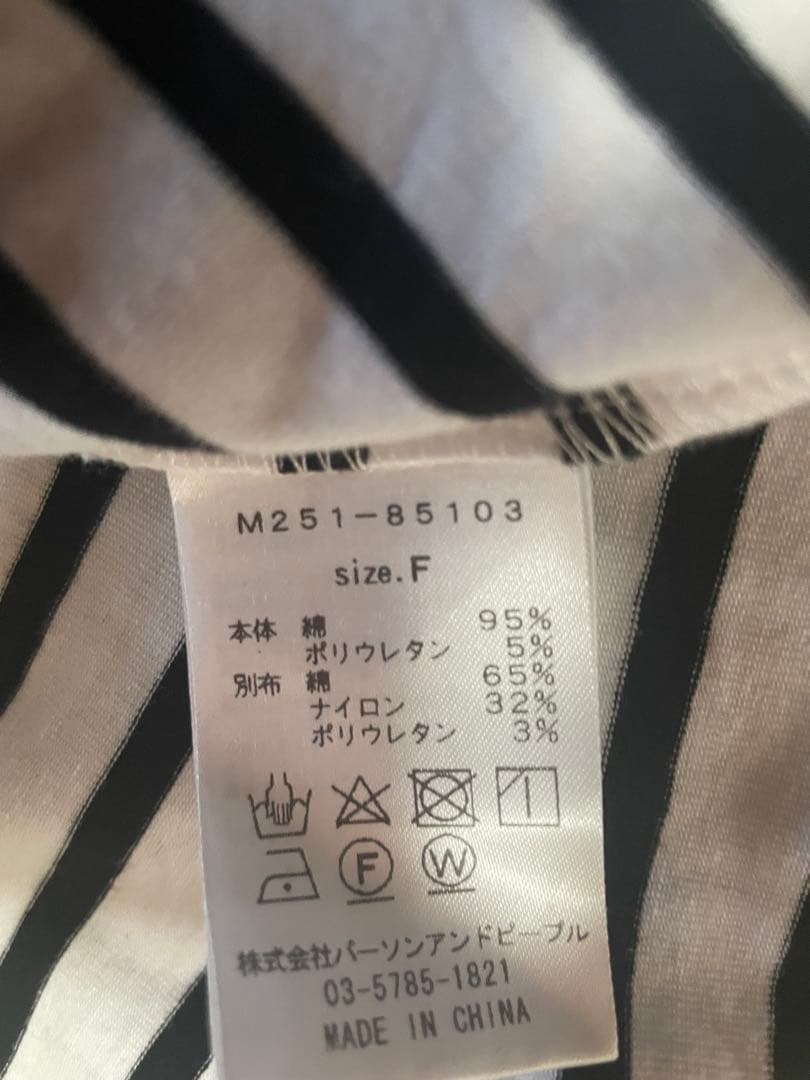 M251-85103
size.F
本体 綿 95%
ポリウレタン 5%
別布 綿 65%
ナイロン 32%
ポリウレタン 3%
F W
株式会社パーソンアンドピープル
03-5785-1821
MADE IN CHINA